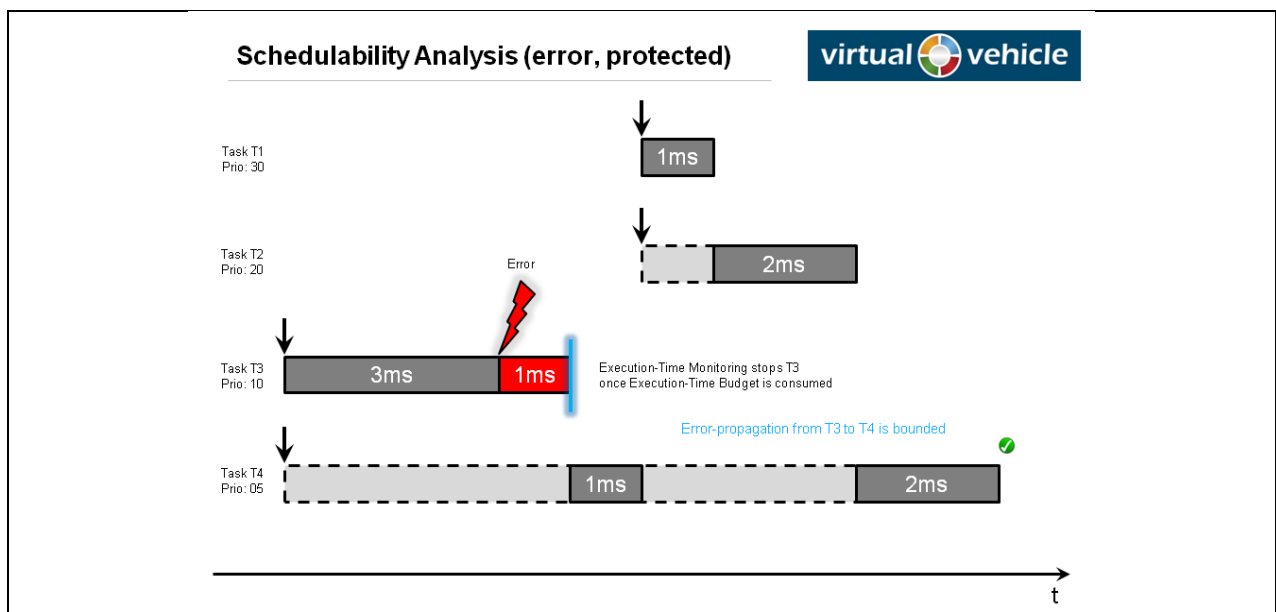 Schedulability Analysis (error, protected)
virtual vehicle
Task T1
Prio: 30
1ms
Task T2
Prio: 20
2ms
Error
Task T3
Prio: 10
3ms
1ms
Execution-Time Monitoring stops T3
once Execution-Time Budget is consumed
Error-propagation from T3 to T4 is bounded
Task T4
Prio: 05
1ms
2ms
t